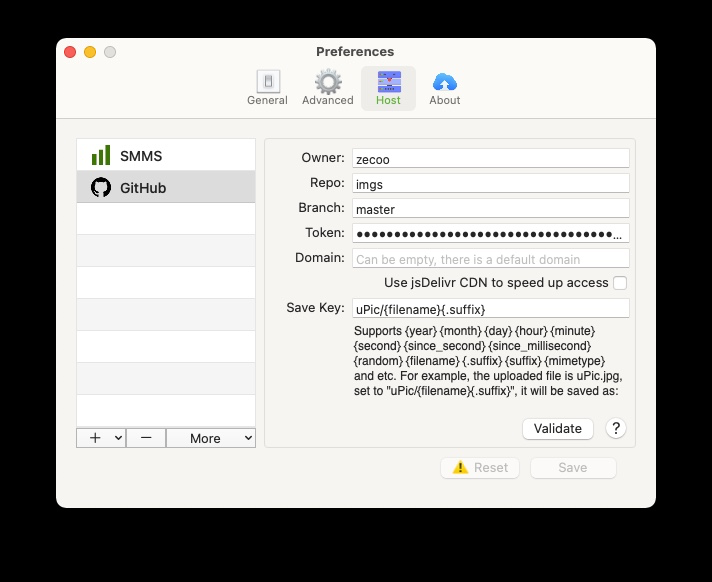 Preferences
General
Advanced
Host
About
SMMS
GitHub
Owner: zecoo
Repo: imgs
Branch: master
Token: ●●●●●●●●●●●●●●●●●●●●●●●●●●●●●●●●●●...
Domain: Can be empty, there is a default domain
Use jsDelivr CDN to speed up access
Save Key: uPic/{filename}{.suffix}
Supports {year} {month} {day} {hour} {minute}
{second} {since_second} {since_millisecond}
{random} {filename} {.suffix} {suffix} {mimetype}
and etc. For example, the uploaded file is uPic.jpg,
set to "uPic/{filename}{.suffix}", it will be saved as:
+
−
More
Validate
?
Reset
Save